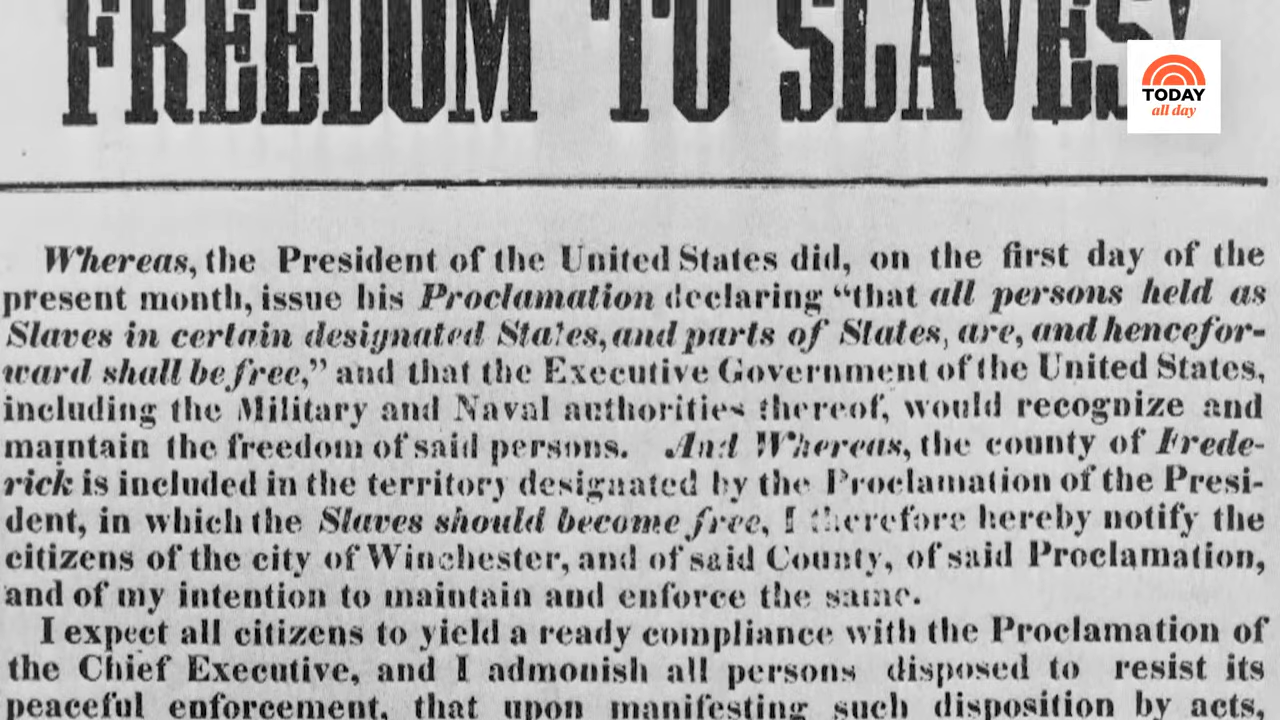 FREEDOM TO SLAVES!
TODAY
all day
Whereas, the President of the United States did, on the first day of the
present month, issue his Proclamation declaring “that all persons held as
Slaves in certain designated States, and parts of States, are, and hencefor-
ward shall be free,” and that the Executive Government of the United States,
including the Military and Naval authorities thereof, would recognize and
maintain the freedom of said persons. And Whereas, the county of Frede-
rick is included in the territory designated by the Proclamation of the Presi-
dent, in which the Slaves should become free, I therefore hereby notify the
citizens of the city of Winchester, and of said County, of said Proclamation,
and of my intention to maintain and enforce the same.
I expect all citizens to yield a ready compliance with the Proclamation of
the Chief Executive, and I admonish all persons disposed to resist its
peaceful enforcement, that upon manifesting such disposition by acts,